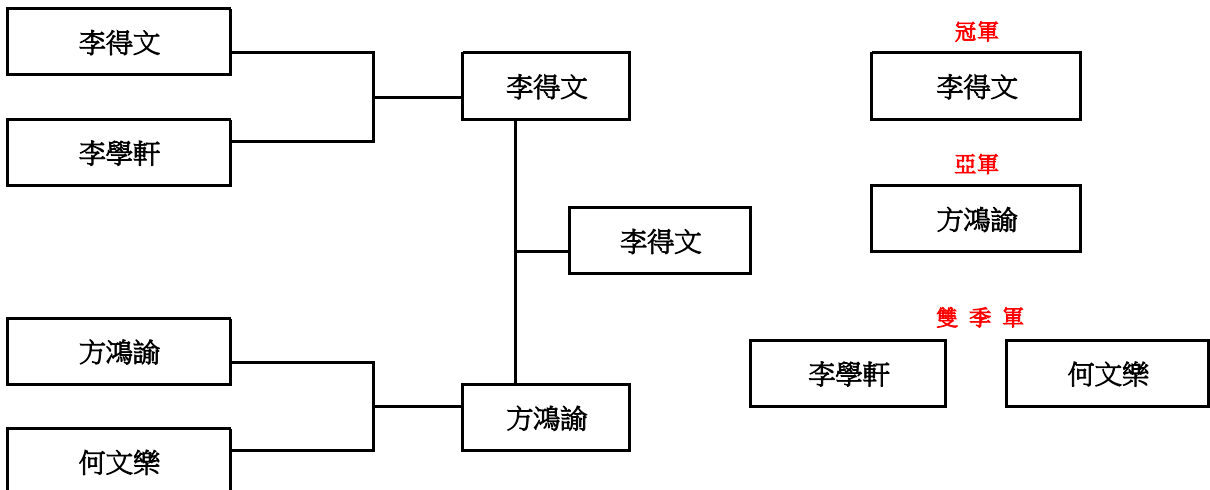 李得文
李學軒
方鴻諭
何文樂
李得文
方鴻諭
李得文
冠軍
李得文
亞軍
方鴻諭
雙 季 軍
李學軒
何文樂